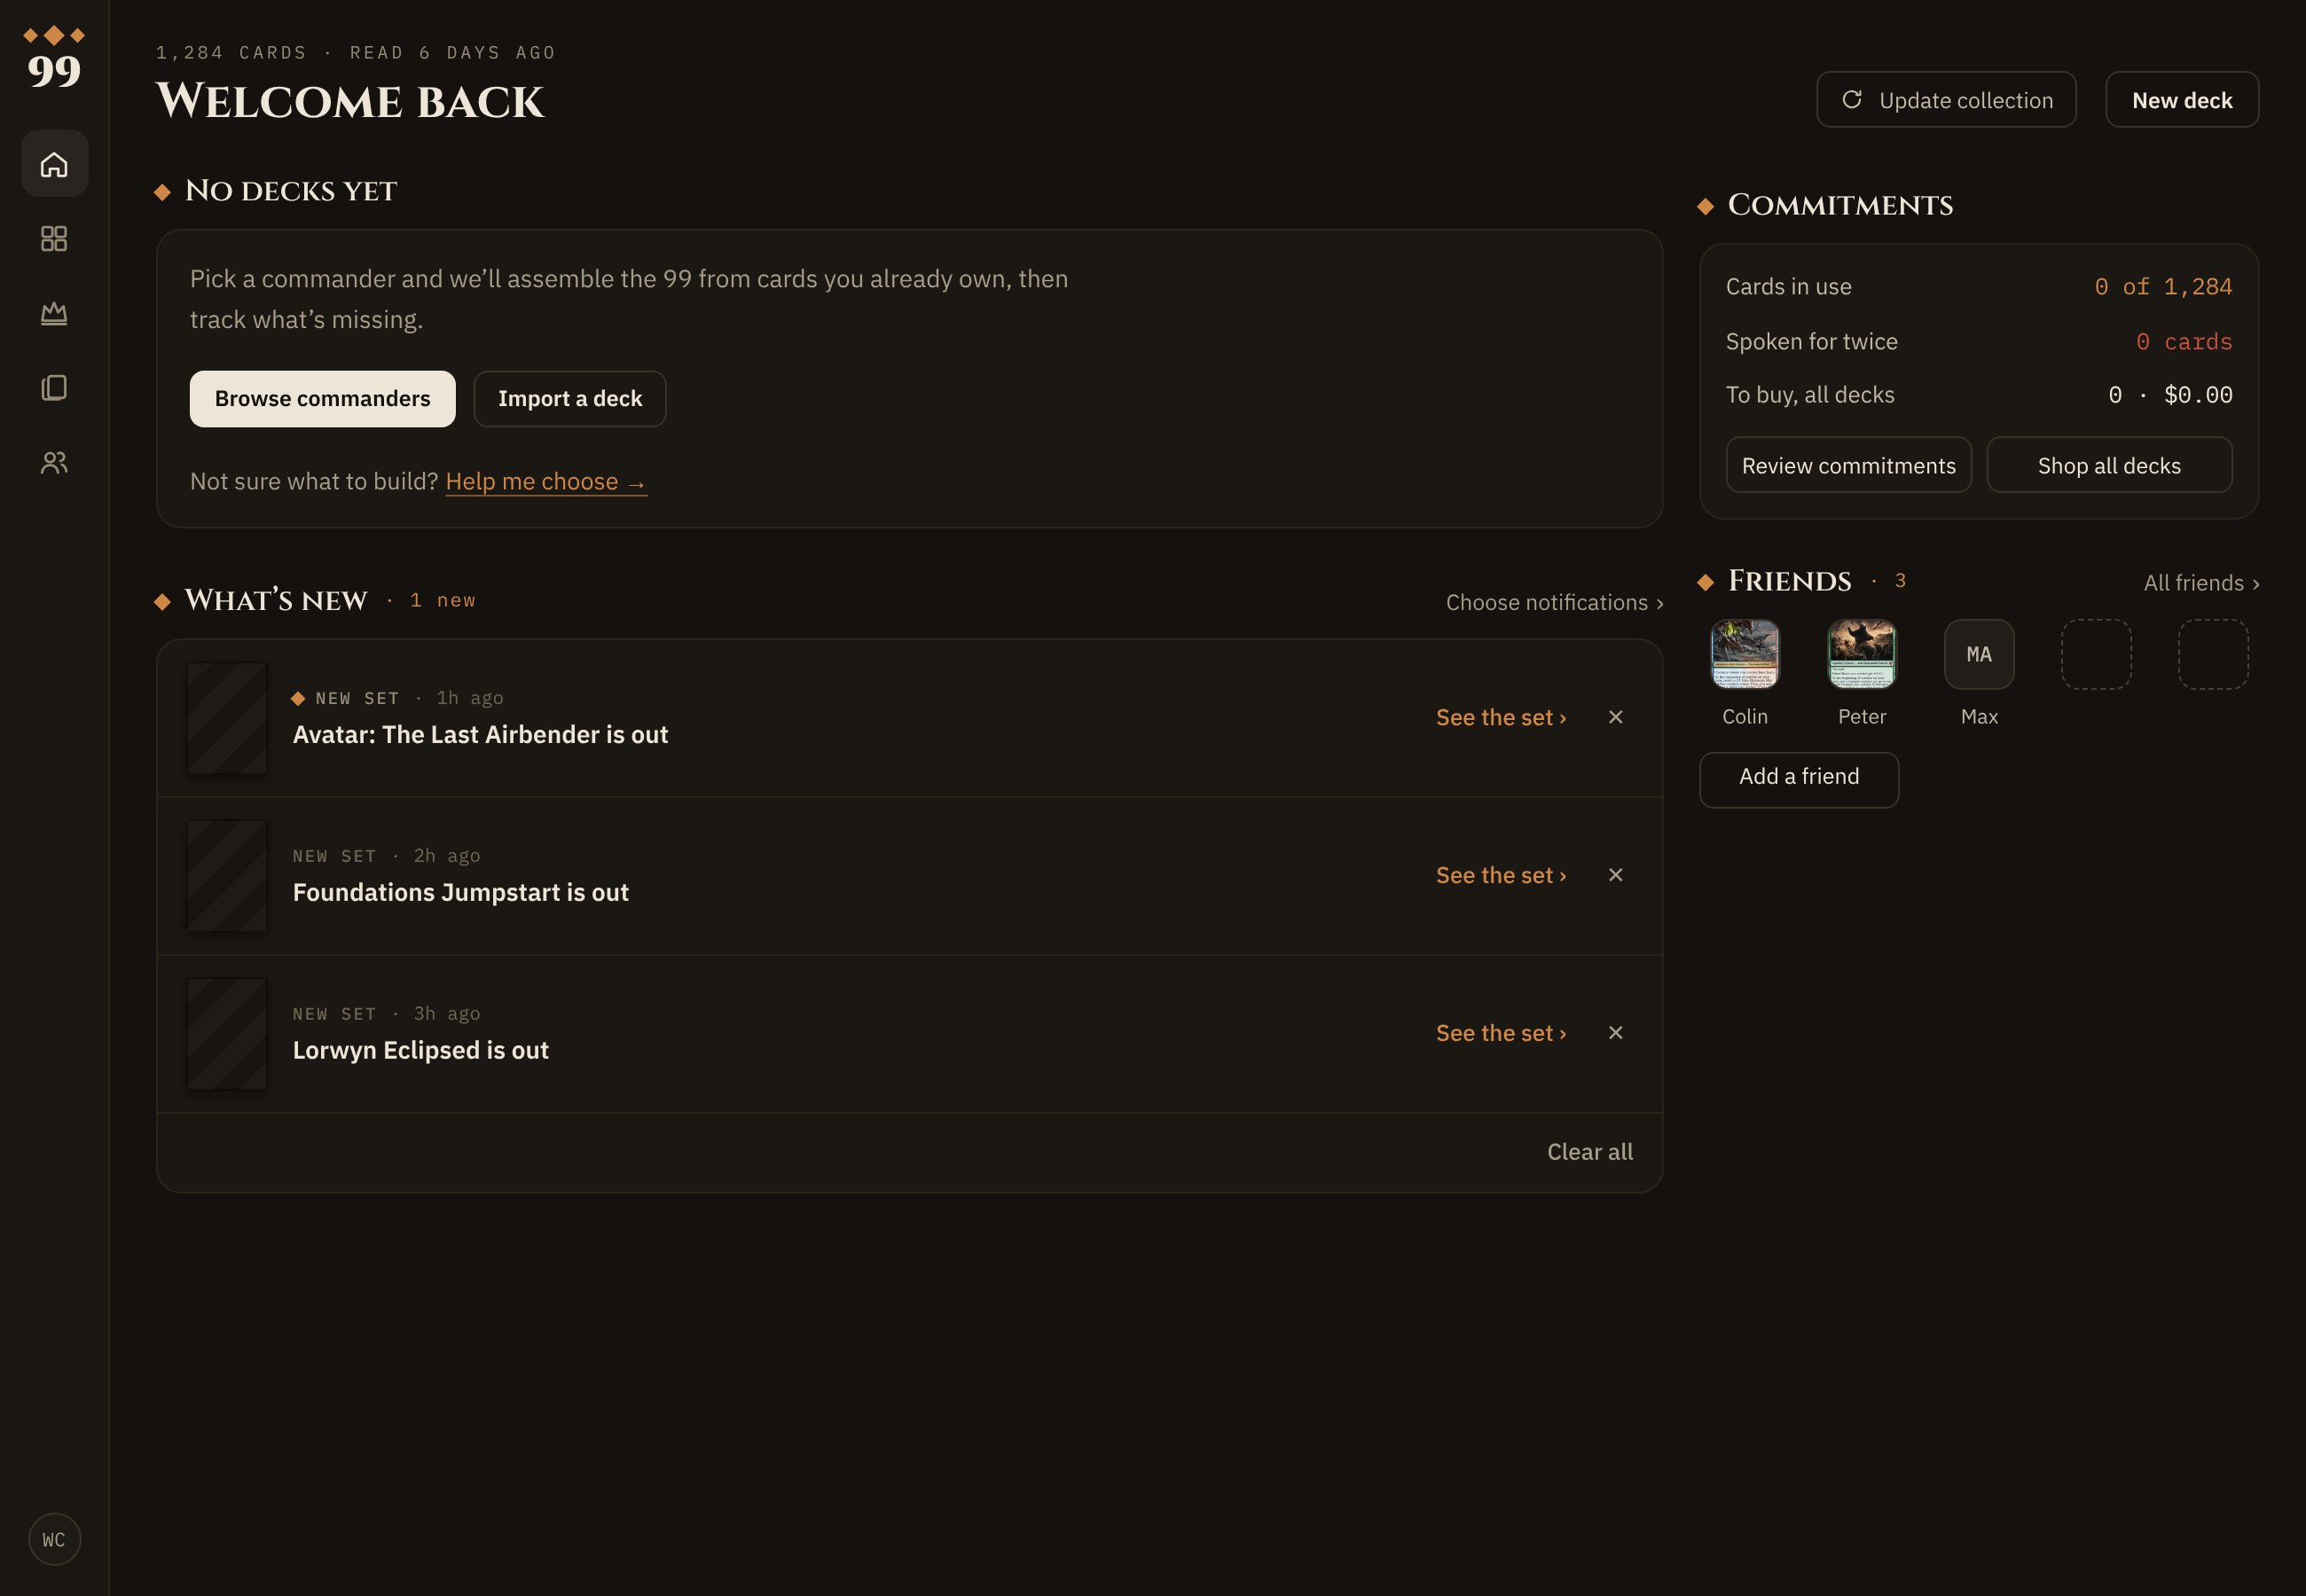 99
1,284 CARDS · READ 6 DAYS AGO
Welcome back
Update collection
New deck
No decks yet
Pick a commander and we’ll assemble the 99 from cards you already own, then
track what’s missing.
Browse commanders
Import a deck
Not sure what to build? Help me choose →
What’s new · 1 new
Choose notifications ›
NEW SET · 1h ago
Avatar: The Last Airbender is out
See the set › ✕
NEW SET · 2h ago
Foundations Jumpstart is out
See the set › ✕
NEW SET · 3h ago
Lorwyn Eclipsed is out
See the set › ✕
Clear all
Commitments
Cards in use 0 of 1,284
Spoken for twice 0 cards
To buy, all decks 0 · $0.00
Review commitments
Shop all decks
Friends · 3
All friends ›
MA
Colin
Peter
Max
Add a friend
WC